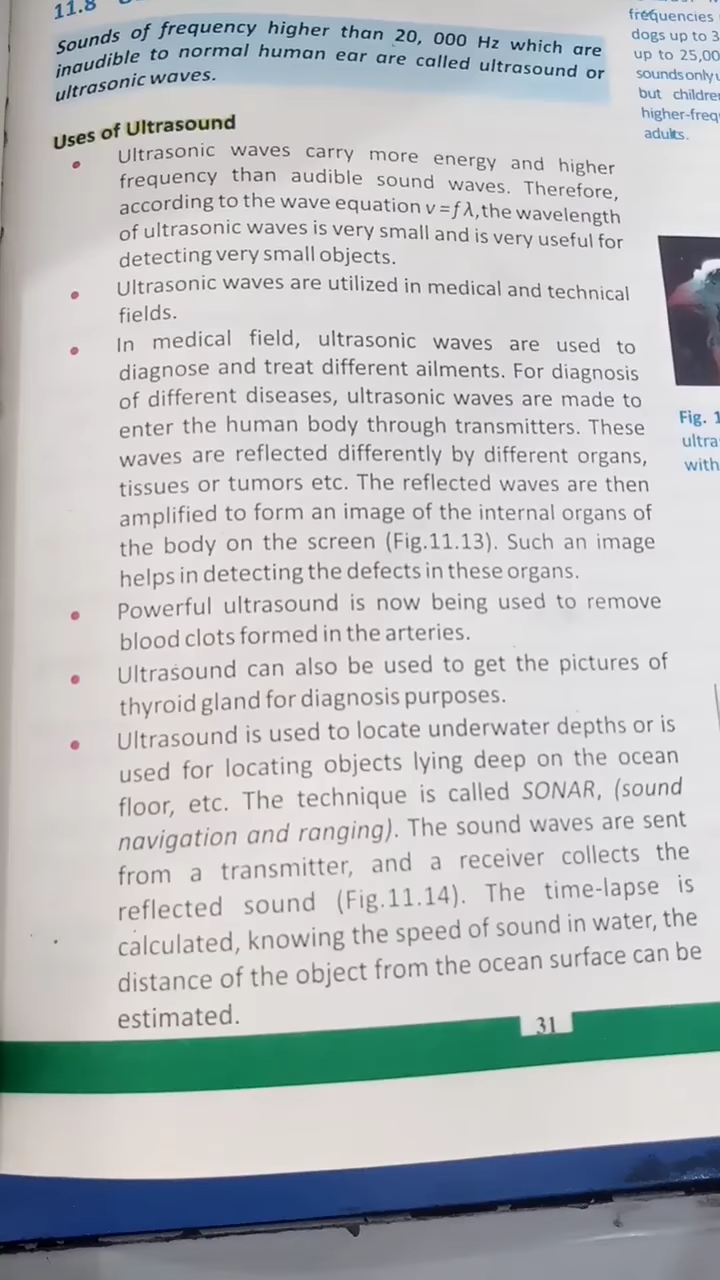 11.8
Sounds of frequency higher than 20, 000 Hz which are
inaudible to normal human ear are called ultrasound or
ultrasonic waves.
Uses of Ultrasound
• Ultrasonic waves carry more energy and higher
frequency than audible sound waves. Therefore,
according to the wave equation v = f λ, the wavelength
of ultrasonic waves is very small and is very useful for
detecting very small objects.
• Ultrasonic waves are utilized in medical and technical
fields.
• In medical field, ultrasonic waves are used to
diagnose and treat different ailments. For diagnosis
of different diseases, ultrasonic waves are made to
enter the human body through transmitters. These
waves are reflected differently by different organs,
tissues or tumors etc. The reflected waves are then
amplified to form an image of the internal organs of
the body on the screen (Fig.11.13). Such an image
helps in detecting the defects in these organs.
• Powerful ultrasound is now being used to remove
blood clots formed in the arteries.
• Ultrasound can also be used to get the pictures of
thyroid gland for diagnosis purposes.
• Ultrasound is used to locate underwater depths or is
used for locating objects lying deep on the ocean
floor, etc. The technique is called SONAR, (sound
navigation and ranging). The sound waves are sent
from a transmitter, and a receiver collects the
reflected sound (Fig.11.14). The time-lapse is
calculated, knowing the speed of sound in water, the
distance of the object from the ocean surface can be
estimated.
31
frequencies
dogs up to 3
up to 25,00
sounds only
but children
higher-freq
adults.
Fig. 1
ultra
with